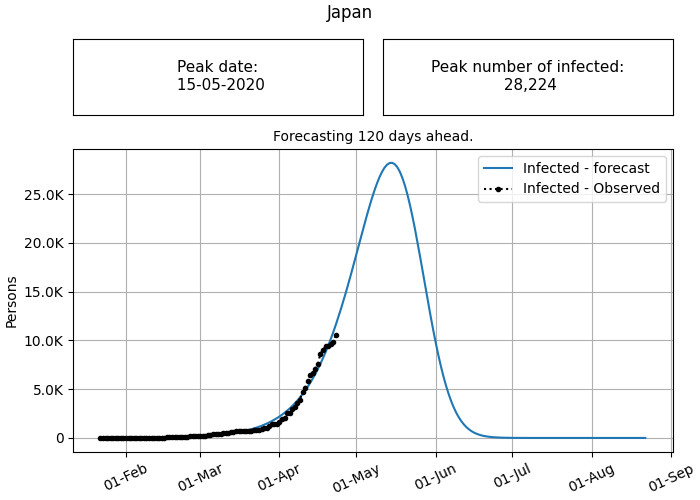 Japan
Peak date:
15-05-2020
Peak number of infected:
28,224
Forecasting 120 days ahead.
Infected - forecast
Infected - Observed
25.0K
20.0K
15.0K
10.0K
5.0K
0
Persons
01-Feb
01-Mar
01-Apr
01-May
01-Jun
01-Jul
01-Aug
01-Sep